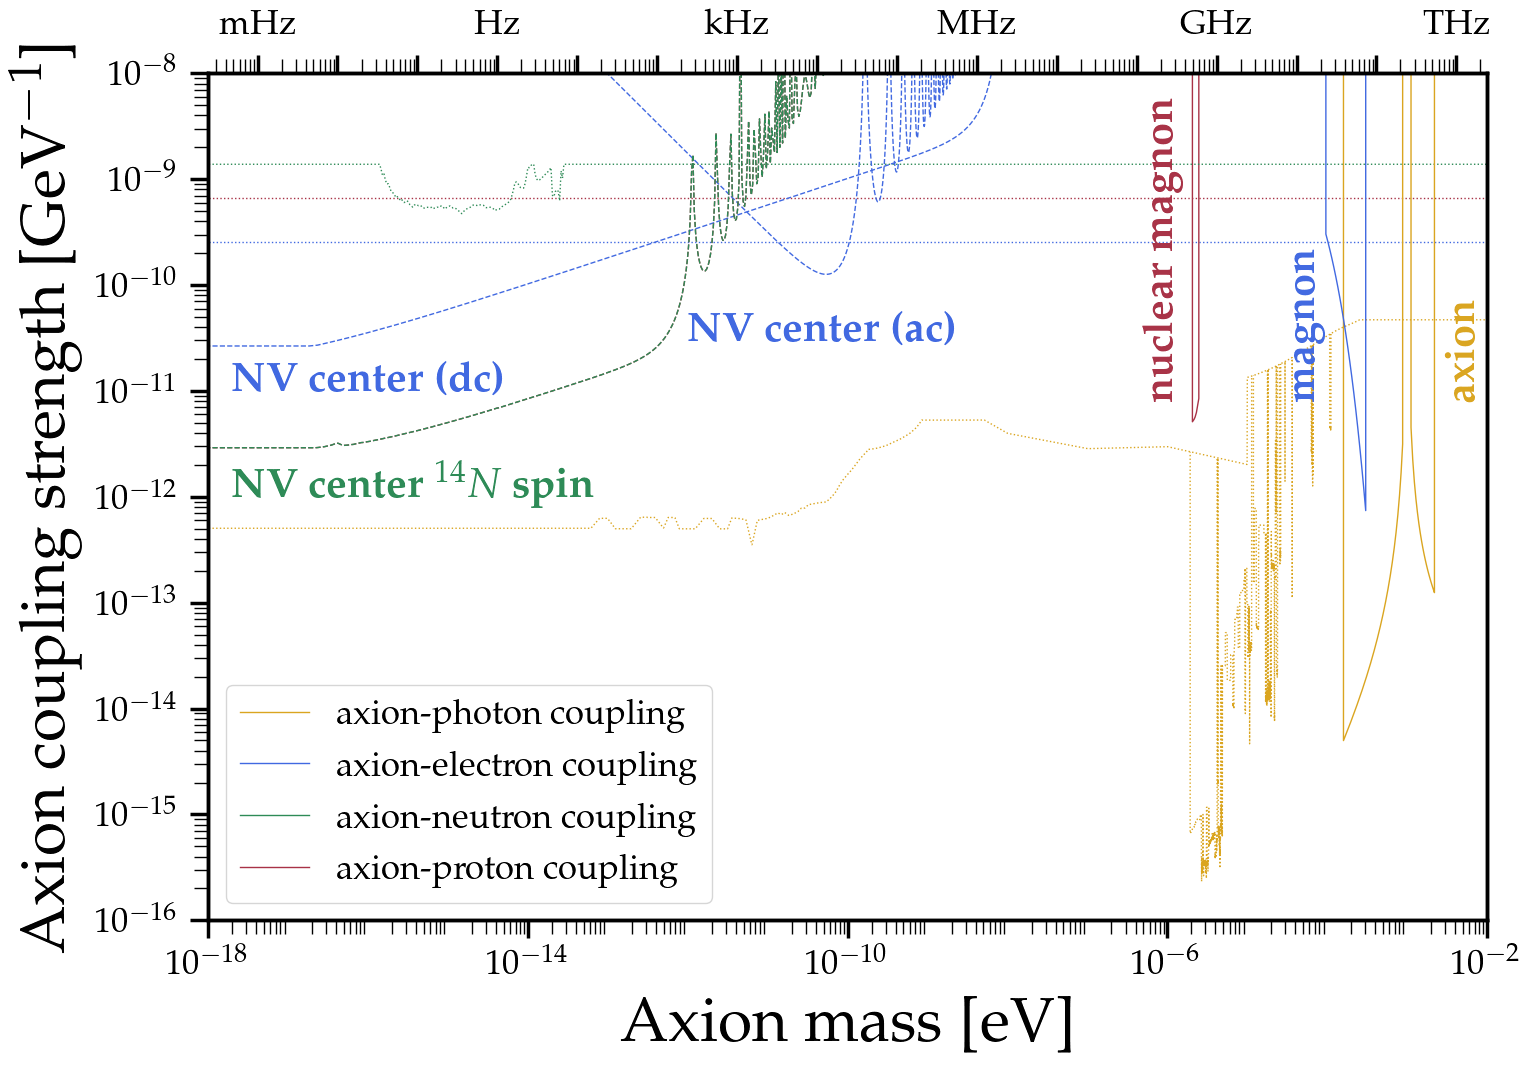 mHz Hz kHz MHz GHz THz
Axion coupling strength [GeV⁻¹]
10⁻⁸
10⁻⁹
10⁻¹⁰
10⁻¹¹
10⁻¹²
10⁻¹³
10⁻¹⁴
10⁻¹⁵
10⁻¹⁶
nuclear magnon
magnon
axion
NV center (ac)
NV center (dc)
NV center ¹⁴N spin
axion-photon coupling
axion-electron coupling
axion-neutron coupling
axion-proton coupling
10⁻¹⁸ 10⁻¹⁴ 10⁻¹⁰ 10⁻⁶ 10⁻²
Axion mass [eV]